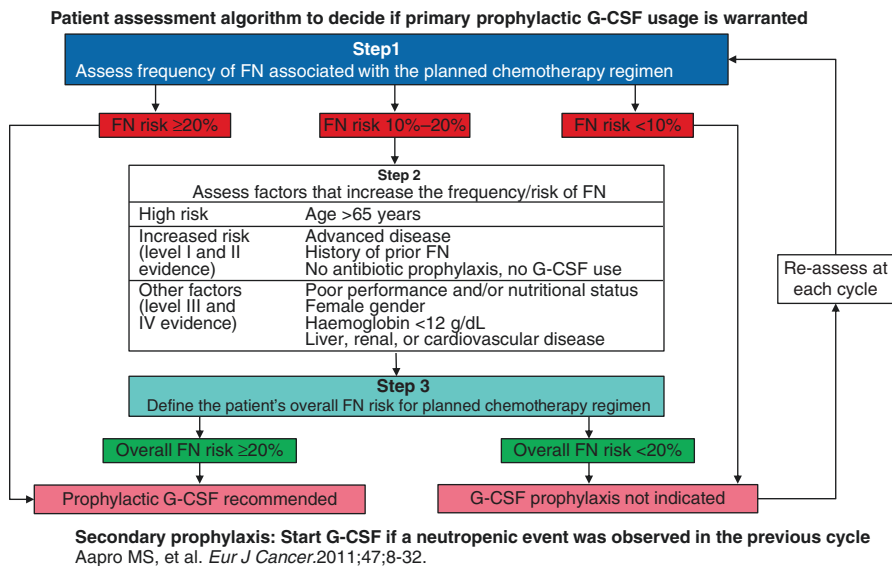 Patient assessment algorithm to decide if primary prophylactic G-CSF usage is warranted
Step1
Assess frequency of FN associated with the planned chemotherapy regimen
FN risk ≥20%
FN risk 10%–20%
FN risk <10%
Step 2
Assess factors that increase the frequency/risk of FN
High risk
Age >65 years
Increased risk
(level I and II
evidence)
Advanced disease
History of prior FN
No antibiotic prophylaxis, no G-CSF use
Other factors
(level III and
IV evidence)
Poor performance and/or nutritional status
Female gender
Haemoglobin <12 g/dL
Liver, renal, or cardiovascular disease
Re-assess at
each cycle
Step 3
Define the patient's overall FN risk for planned chemotherapy regimen
Overall FN risk ≥20%
Overall FN risk <20%
Prophylactic G-CSF recommended
G-CSF prophylaxis not indicated
Secondary prophylaxis: Start G-CSF if a neutropenic event was observed in the previous cycle
Aapro MS, et al. Eur J Cancer.2011;47;8-32.